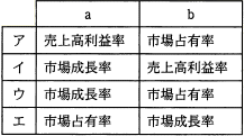 a b
ア 売上高利益率 市場占有率
イ 市場成長率 売上高利益率
ウ 市場成長率 市場占有率
エ 市場占有率 市場成長率